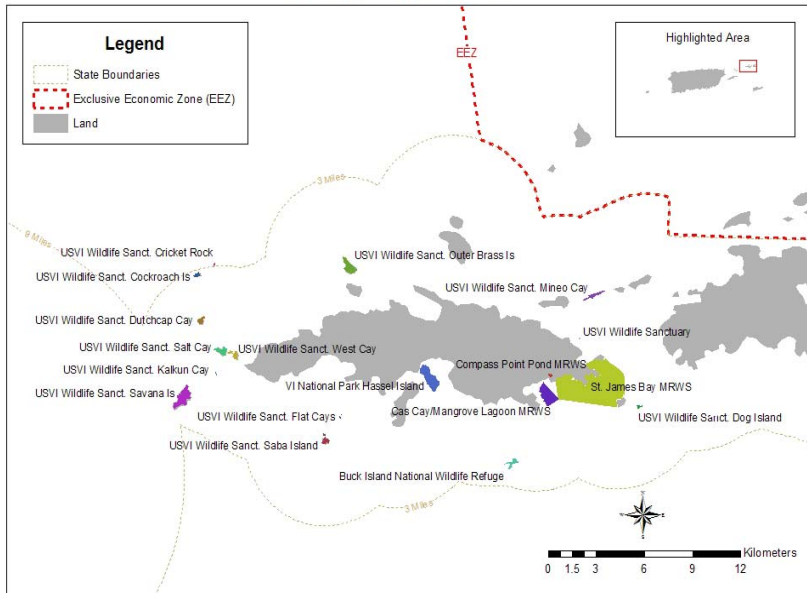 Legend
State Boundaries
Exclusive Economic Zone (EEZ)
Land
EEZ
Highlighted Area
3 Miles
9 Miles
USVI Wildlife Sanct. Cricket Rock
USVI Wildlife Sanct. Outer Brass Is
USVI Wildlife Sanct. Cockroach Is
USVI Wildlife Sanct. Mineo Cay
USVI Wildlife Sanct. Dutchcap Cay
USVI Wildlife Sanctuary
USVI Wildlife Sanct. Salt Cay
USVI Wildlife Sanct. West Cay
Compass Point Pond MRWS
USVI Wildlife Sanct. Kalkun Cay
VI National Park Hassel Island
St. James Bay MRWS
USVI Wildlife Sanct. Savana Is
Cas Cay/Mangrove Lagoon MRWS
USVI Wildlife Sanct. Flat Cays
USVI Wildlife Sanct. Dog Island
USVI Wildlife Sanct. Saba Island
Buck Island National Wildlife Refuge
3 Miles
Kilometers
0 1.5 3 6 9 12